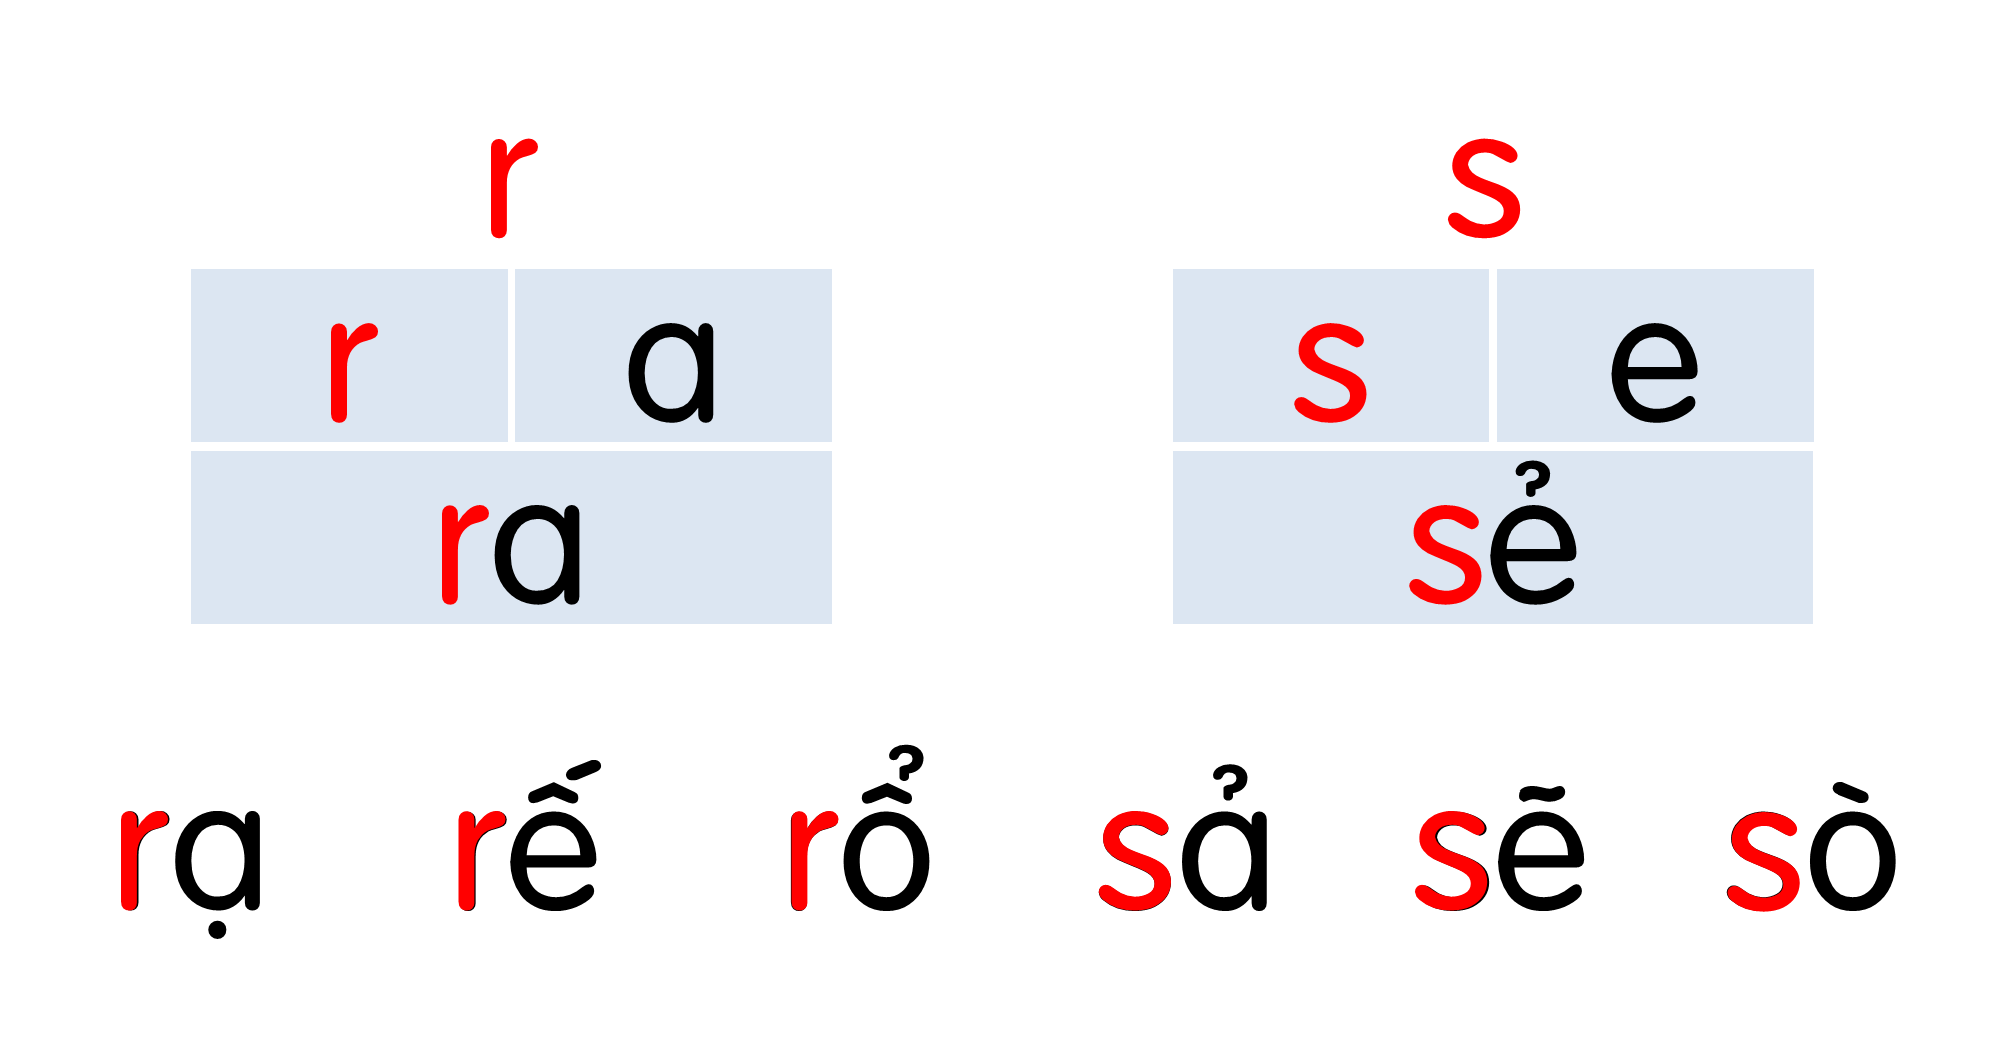 r s
r a s e
ra sẻ
rạ rế rổ sả sẽ sò